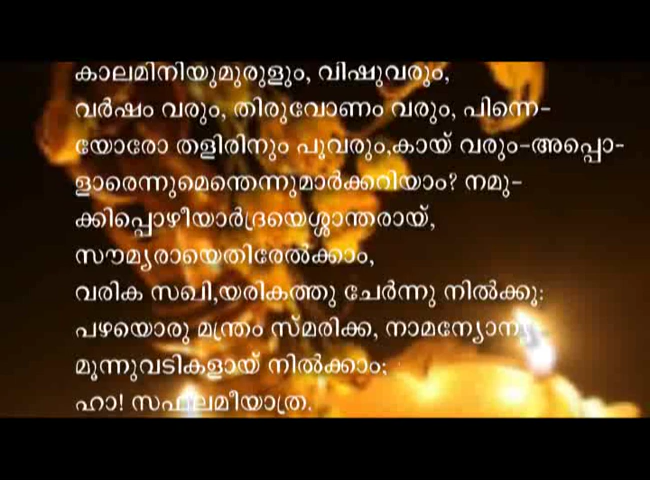 കാലമിനിയുമുരുളും, വിഷുവരും,
വർഷം വരും, തിരുവോണം വരും, പിന്നെ-
യോരോ തളിരിനും പൂവരും,കായ് വരും-അപ്പൊ-
ളാരെന്നുമെന്തെന്നുമാർക്കറിയാം? നമു-
ക്കിപ്പൊഴീയാർദ്രയെശ്ശാന്തരായ്,
സൗമ്യരായെതിരേൽക്കാം,
വരിക സഖി,യരികത്തു ചേർന്നു നിൽക്കൂ:
പഴയൊരു മന്ത്രം സ്മരിക്ക, നാമന്യോന്യ
മൂന്നുവടികളായ് നിൽക്കാം;
ഹാ! സഫലമീയാത്ര.